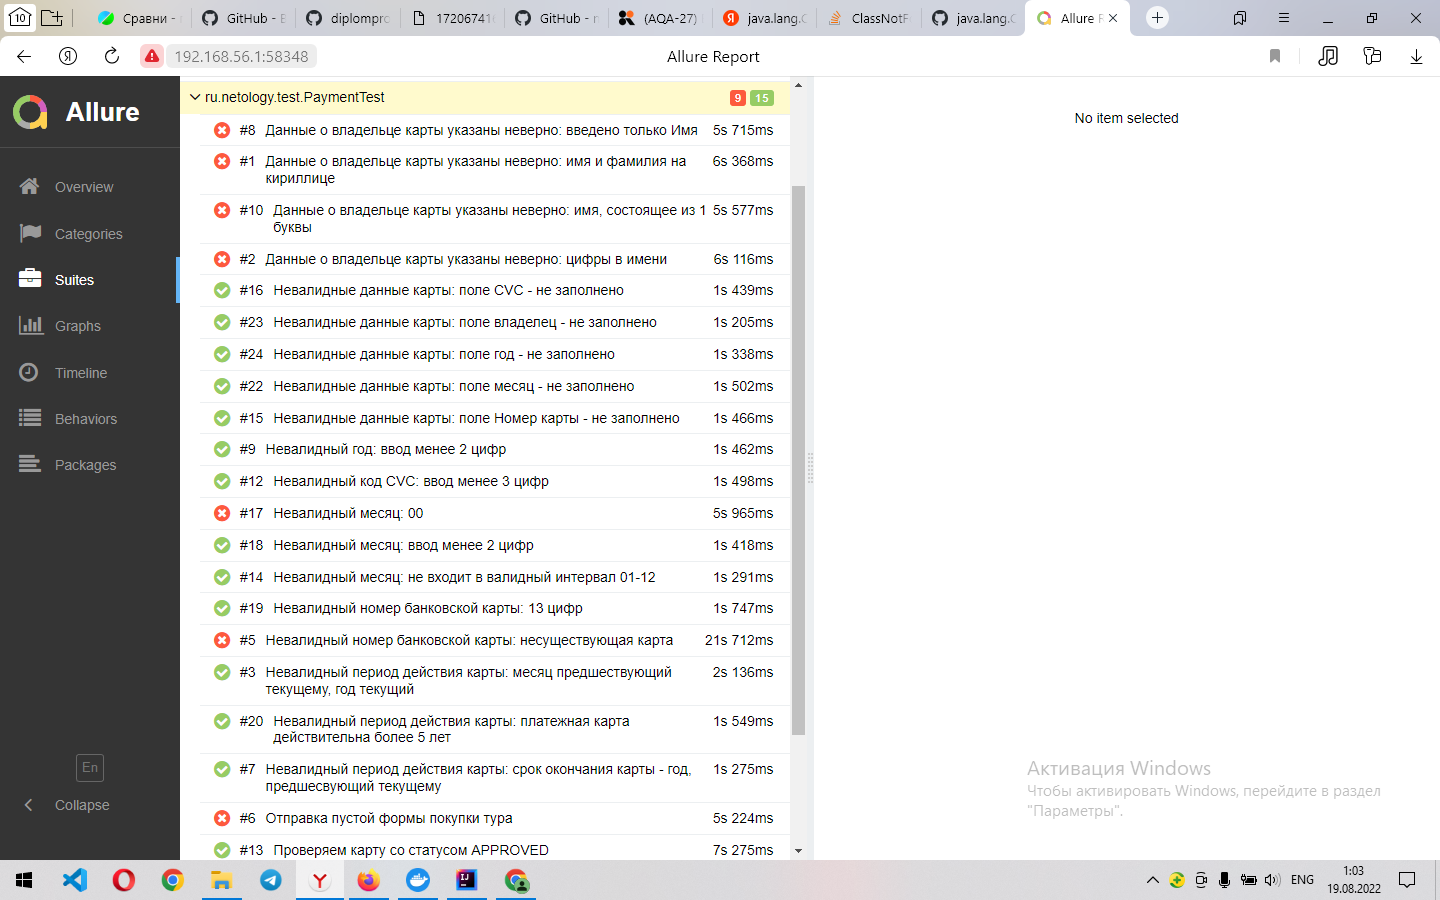 10
Сравни -
GitHub - E
diplompro
172067416
GitHub - r
(AQA-27)
java.lang.C
ClassNotF
java.lang.C
Allure R
192.168.56.1:58348
Allure Report
Allure
Overview
Categories
Suites
Graphs
Timeline
Behaviors
Packages
En
Collapse
ru.netology.test.PaymentTest
9 15
#8 Данные о владельце карты указаны неверно: введено только Имя 5s 715ms
#1 Данные о владельце карты указаны неверно: имя и фамилия на 6s 368ms
кириллице
#10 Данные о владельце карты указаны неверно: имя, состоящее из 1 5s 577ms
буквы
#2 Данные о владельце карты указаны неверно: цифры в имени 6s 116ms
#16 Невалидные данные карты: поле CVC - не заполнено 1s 439ms
#23 Невалидные данные карты: поле владелец - не заполнено 1s 205ms
#24 Невалидные данные карты: поле год - не заполнено 1s 338ms
#22 Невалидные данные карты: поле месяц - не заполнено 1s 502ms
#15 Невалидные данные карты: поле Номер карты - не заполнено 1s 466ms
#9 Невалидный год: ввод менее 2 цифр 1s 462ms
#12 Невалидный код CVC: ввод менее 3 цифр 1s 498ms
#17 Невалидный месяц: 00 5s 965ms
#18 Невалидный месяц: ввод менее 2 цифр 1s 418ms
#14 Невалидный месяц: не входит в валидный интервал 01-12 1s 291ms
#19 Невалидный номер банковской карты: 13 цифр 1s 747ms
#5 Невалидный номер банковской карты: несуществующая карта 21s 712ms
#3 Невалидный период действия карты: месяц предшествующий 2s 136ms
текущему, год текущий
#20 Невалидный период действия карты: платежная карта 1s 549ms
действительна более 5 лет
#7 Невалидный период действия карты: срок окончания карты - год, 1s 275ms
предшесвующий текущему
#6 Отправка пустой формы покупки тура 5s 224ms
#13 Проверяем карту со статусом APPROVED 7s 275ms
No item selected
Активация Windows
Чтобы активировать Windows, перейдите в раздел
"Параметры".
ENG
1:03
19.08.2022